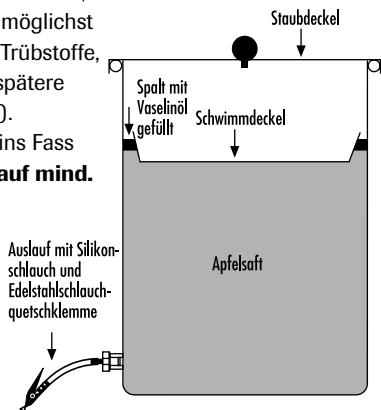 möglichst
Trübstoffe,
spätere
).
ins Fass
auf mind.
Staubdeckel
Spalt mit
Vaselinöl
gefüllt
Schwimmdeckel
Auslauf mit Silikon-
schlauch und
Edelstahlschlauch-
quetschklemme
Apfelsaft